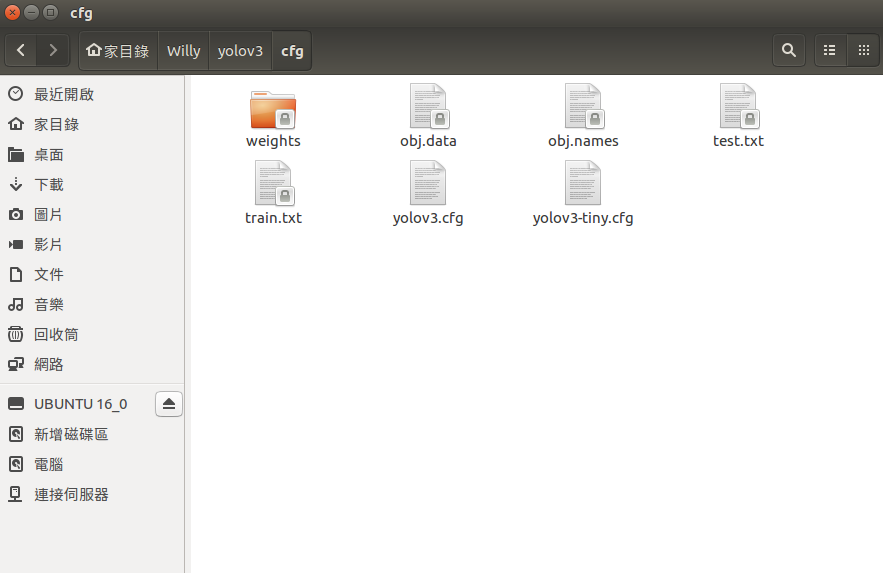 cfg
家目錄 Willy yolov3 cfg
最近開啟
家目錄
桌面
下載
圖片
影片
文件
音樂
回收筒
網路
UBUNTU 16_0
新增磁碟區
電腦
連接伺服器
weights obj.data obj.names test.txt
train.txt yolov3.cfg yolov3-tiny.cfg